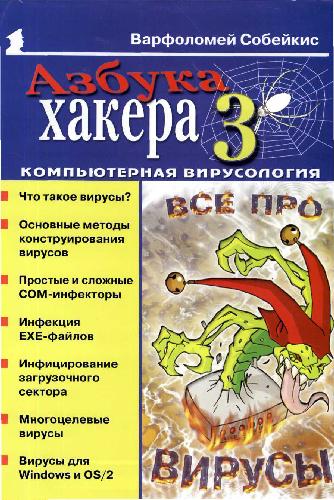 Варфоломей Собейкис
Азбука
хакера 3
КОМПЬЮТЕРНАЯ ВИРУСОЛОГИЯ
Что такое вирусы?
Основные методы
конструирования
вирусов
Простые и сложные
COM-инфекторы
Инфекция
EXE-файлов
Инфицирование
загрузочного
сектора
Многоцелевые
вирусы
Вирусы для
Windows и OS/2
ВСЕ ПРО
ВИРУСЫ